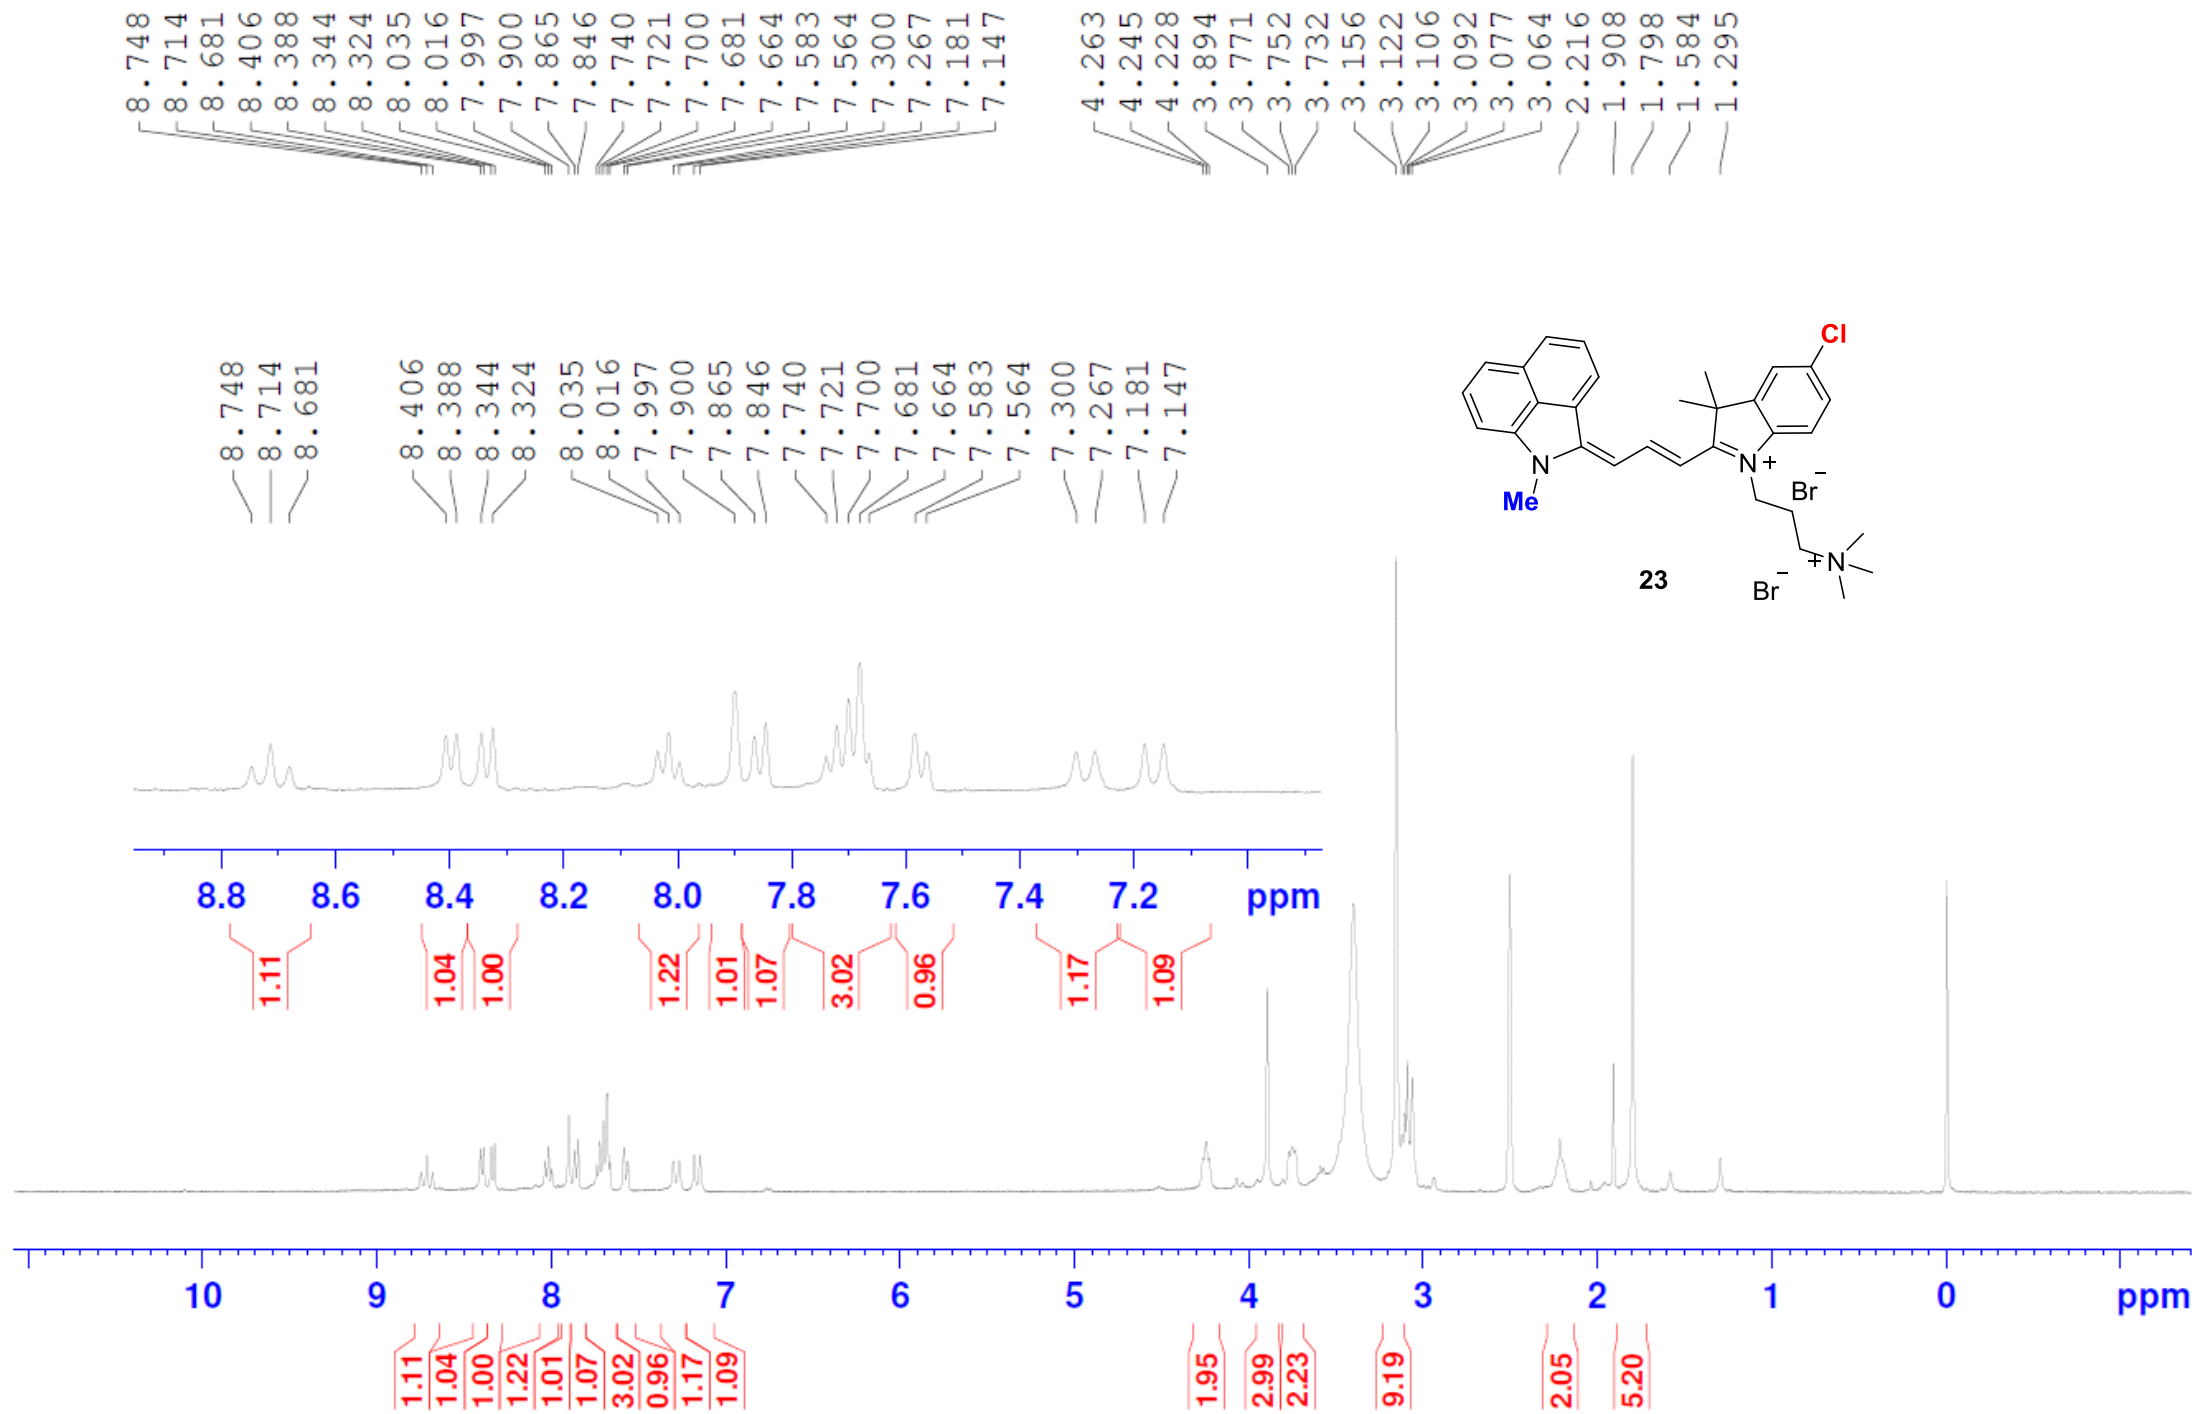 8.748 8.714 8.681 8.406 8.388 8.344 8.324 8.035 8.016 7.997 7.900 7.865 7.846 7.740 7.721 7.700 7.681 7.664 7.583 7.564 7.300 7.267 7.181 7.147 4.263 4.245 4.228 3.894 3.771 3.752 3.732 3.156 3.122 3.106 3.092 3.077 3.064 2.216 1.908 1.798 1.584 1.295
8.748 8.714 8.681 8.406 8.388 8.344 8.324 8.035 8.016 7.997 7.900 7.865 7.846 7.740 7.721 7.700 7.681 7.664 7.583 7.564 7.300 7.267 7.181 7.147
Cl
N N +
Me Br −
+ N
Br −
23
8.8 8.6 8.4 8.2 8.0 7.8 7.6 7.4 7.2 ppm
1.11 1.04 1.00 1.22 1.01 1.07 3.02 0.96 1.17 1.09
10 9 8 7 6 5 4 3 2 1 0 ppm
1.11 1.04 1.00 1.22 1.01 1.07 3.02 0.96 1.17 1.09 1.95 2.99 2.23 9.19 2.05 5.20